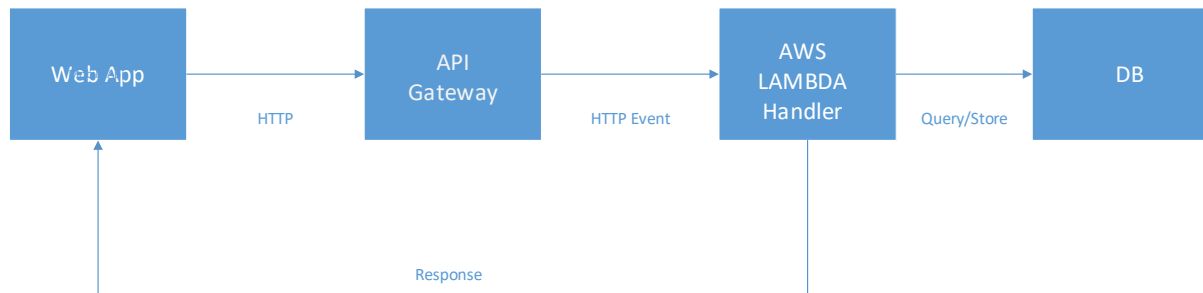 Web App
API
Gateway
AWS
LAMBDA
Handler
DB
HTTP
HTTP Event
Query/Store
Response